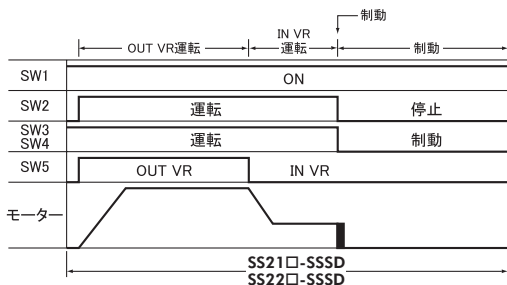 制動
OUT VR運転
IN VR
運転
制動
SW1
ON
SW2
運転
停止
SW3
SW4
運転
制動
SW5
OUT VR
IN VR
モーター
SS21□-SSSD
SS22□-SSSD